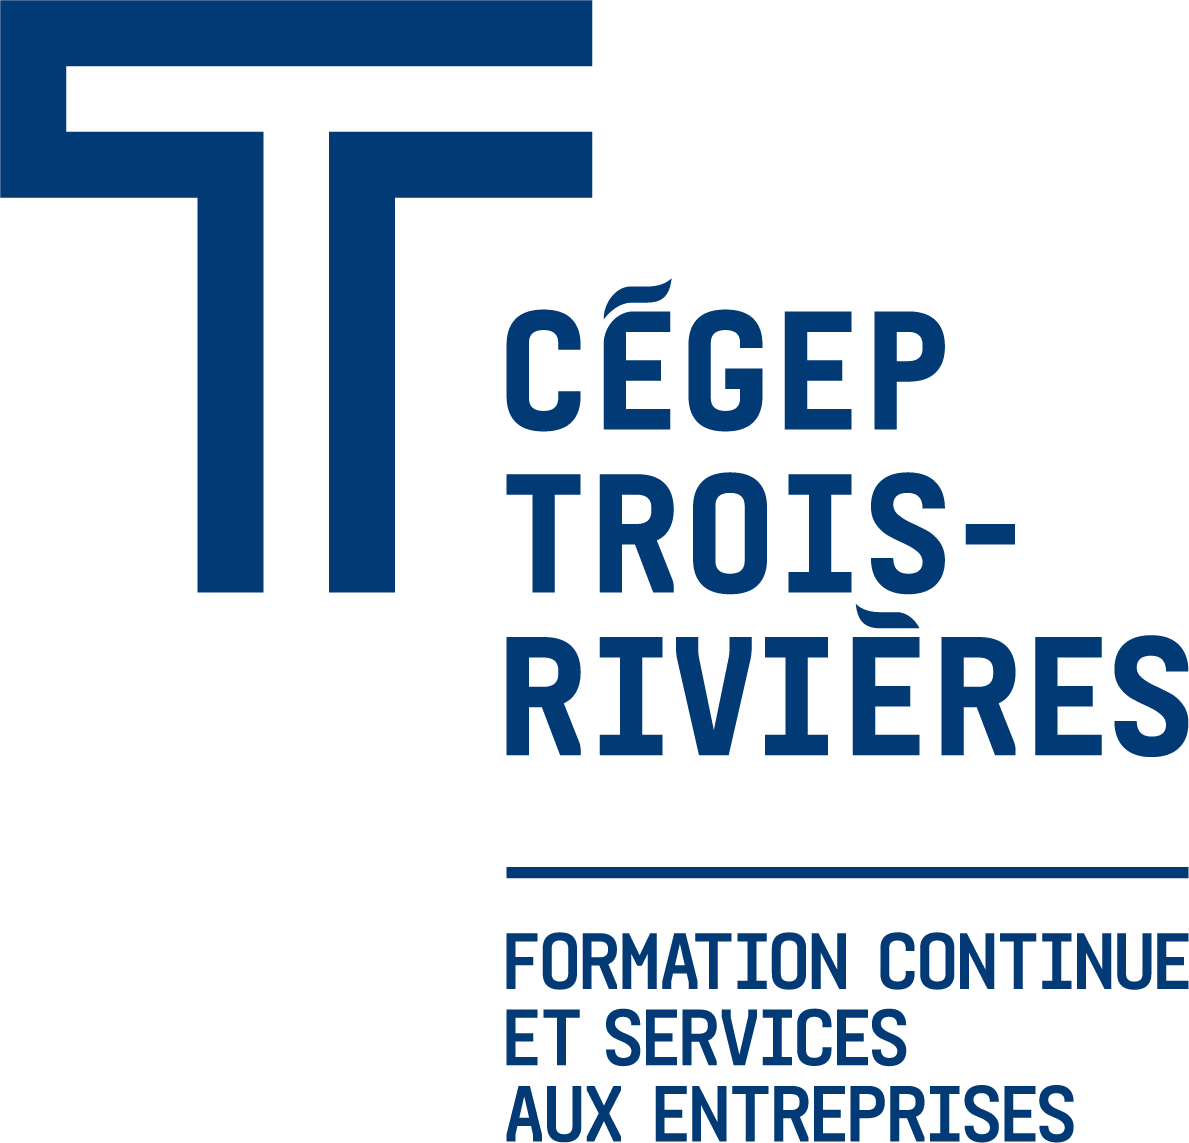 CÉGEP
TROIS-
RIVIÈRES
FORMATION CONTINUE
ET SERVICES
AUX ENTREPRISES